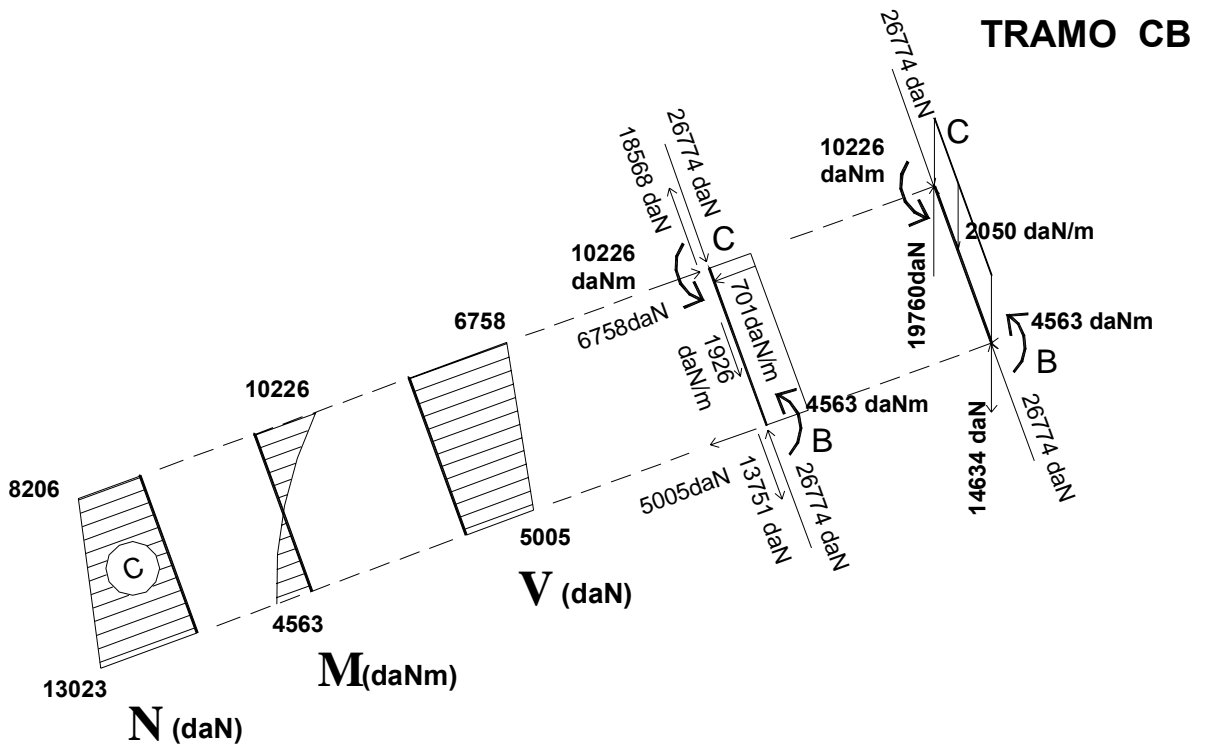 TRAMO CB
26774 daN
C
10226
daNm
2050 daN/m
19760daN
4563 daNm
B
14634 daN
26774 daN
26774 daN
18568 daN
C
10226
daNm
6758daN
701daN/m
1926
daN/m
4563 daNm
B
5005daN
13751 daN
26774 daN
6758
5005
V (daN)
10226
4563
M(daNm)
8206
C
13023
N (daN)